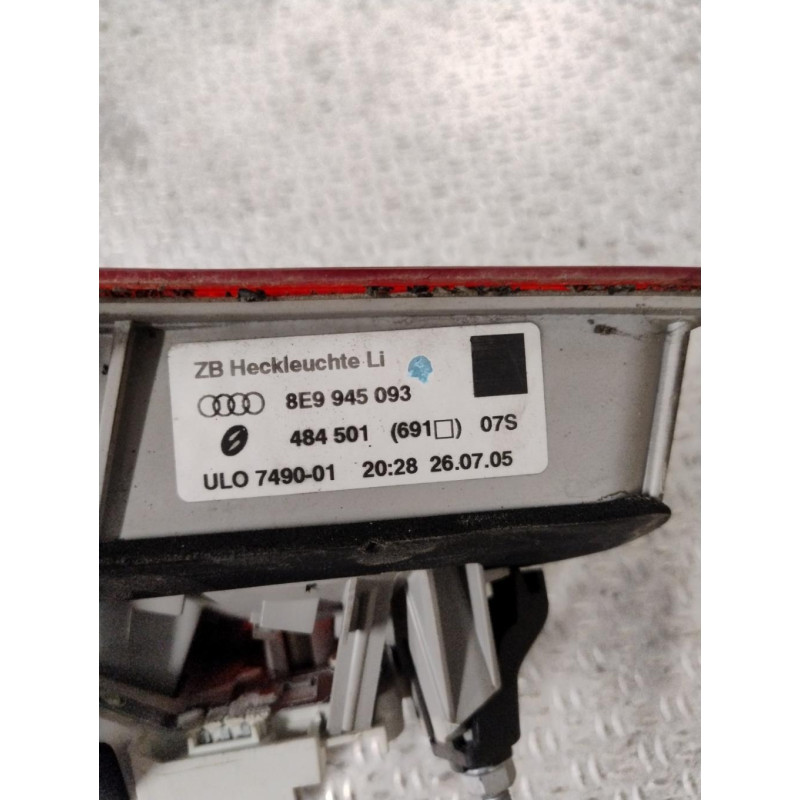 ZB Heckleuchte Li
8E9 945 093
484 501 (691□) 07S
ULO 7490-01 20:28 26.07.05